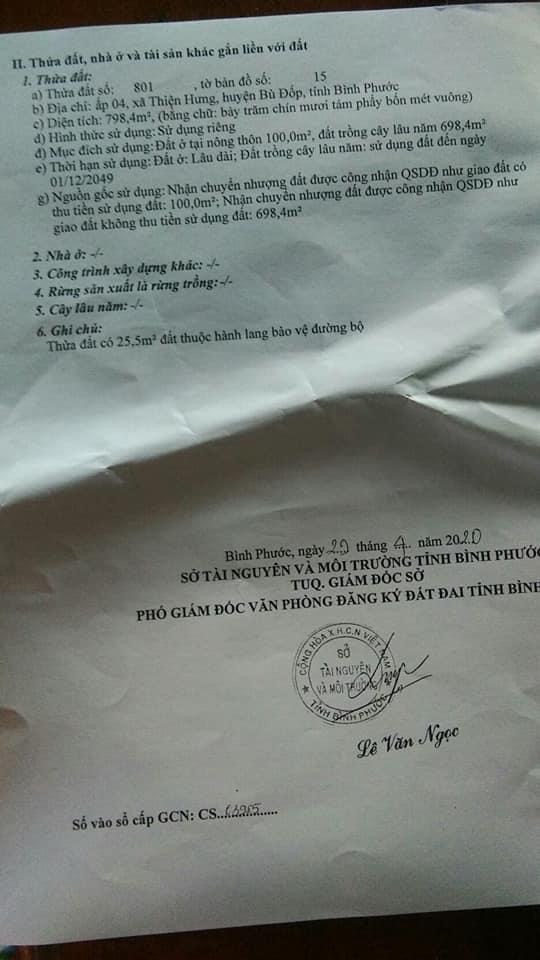 II. Thửa đất, nhà ở và tài sản khác gắn liền với đất
1. Thửa đất:
a) Thửa đất số: 801 , tờ bản đồ số: 15
b) Địa chỉ: ấp 04, xã Thiện Hưng, huyện Bù Đốp, tỉnh Bình Phước
c) Diện tích: 798,4m², (bằng chữ: bảy trăm chín mươi tám phẩy bốn mét vuông)
d) Hình thức sử dụng: Sử dụng riêng
đ) Mục đích sử dụng: Đất ở tại nông thôn 100,0m², đất trồng cây lâu năm 698,4m²
e) Thời hạn sử dụng: Đất ở: Lâu dài; Đất trồng cây lâu năm: sử dụng đất đến ngày
01/12/2049
g) Nguồn gốc sử dụng: Nhận chuyển nhượng đất được công nhận QSDĐ như giao đất có
thu tiền sử dụng đất: 100,0m²; Nhận chuyển nhượng đất được công nhận QSDĐ như
giao đất không thu tiền sử dụng đất: 698,4m²
2. Nhà ở: -/-
3. Công trình xây dựng khác: -/-
4. Rừng sản xuất là rừng trồng: -/-
5. Cây lâu năm: -/-
6. Ghi chú:
Thửa đất có 25,5m² đất thuộc hành lang bảo vệ đường bộ
Bình Phước, ngày 20 tháng 4 năm 2020
SỞ TÀI NGUYÊN VÀ MÔI TRƯỜNG TỈNH BÌNH PHƯỚC
TUQ. GIÁM ĐỐC SỞ
PHÓ GIÁM ĐỐC VĂN PHÒNG ĐĂNG KÝ ĐẤT ĐAI TỈNH BÌNH
CỘNG HÒA X.H.C.N VIỆT NAM
SỞ
TÀI NGUYÊN
VÀ MÔI TRƯỜNG
TỈNH BÌNH PHƯỚC
Lê Văn Ngọc
Số vào sổ cấp GCN: CS